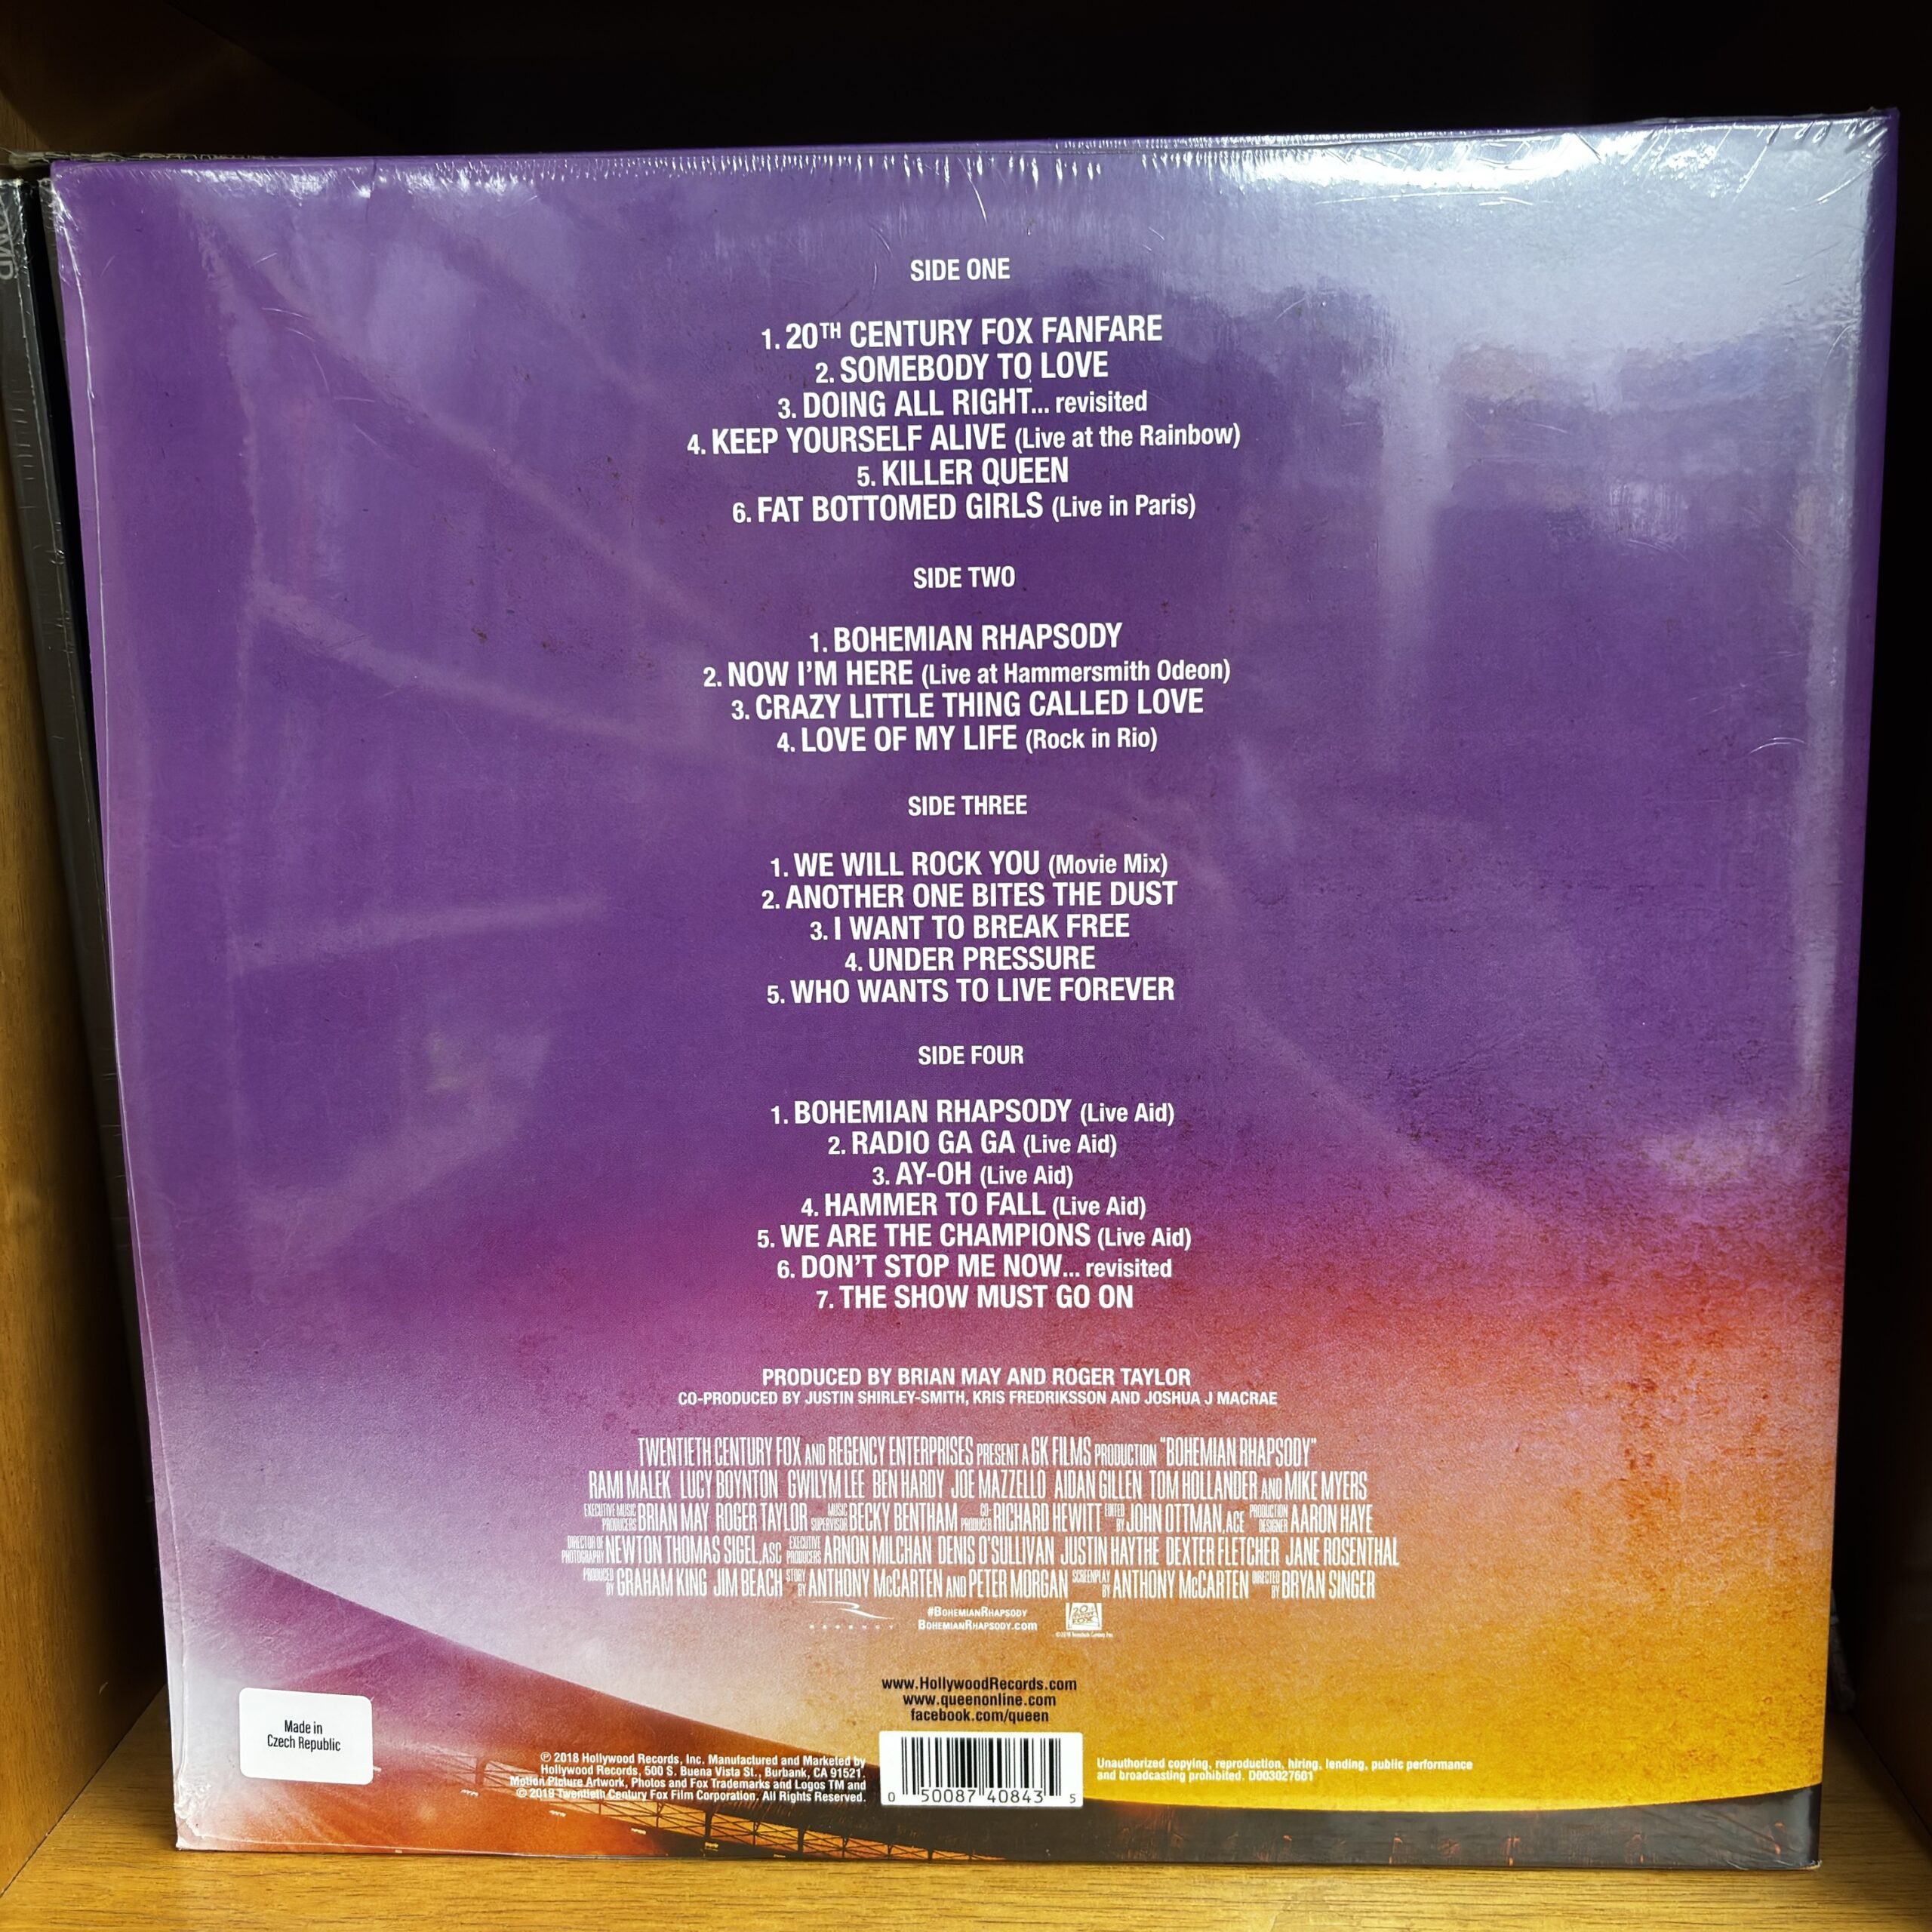 SIDE ONE
1. 20TH CENTURY FOX FANFARE
2. SOMEBODY TO LOVE
3. DOING ALL RIGHT... revisited
4. KEEP YOURSELF ALIVE (Live at the Rainbow)
5. KILLER QUEEN
6. FAT BOTTOMED GIRLS (Live in Paris)
SIDE TWO
1. BOHEMIAN RHAPSODY
2. NOW I'M HERE (Live at Hammersmith Odeon)
3. CRAZY LITTLE THING CALLED LOVE
4. LOVE OF MY LIFE (Rock in Rio)
SIDE THREE
1. WE WILL ROCK YOU (Movie Mix)
2. ANOTHER ONE BITES THE DUST
3. I WANT TO BREAK FREE
4. UNDER PRESSURE
5. WHO WANTS TO LIVE FOREVER
SIDE FOUR
1. BOHEMIAN RHAPSODY (Live Aid)
2. RADIO GA GA (Live Aid)
3. AY-OH (Live Aid)
4. HAMMER TO FALL (Live Aid)
5. WE ARE THE CHAMPIONS (Live Aid)
6. DON'T STOP ME NOW... revisited
7. THE SHOW MUST GO ON
PRODUCED BY BRIAN MAY AND ROGER TAYLOR
CO-PRODUCED BY JUSTIN SHIRLEY-SMITH, KRIS FREDRIKSSON AND JOSHUA J MACRAE
TWENTIETH CENTURY FOX AND REGENCY ENTERPRISES PRESENT A GK FILMS PRODUCTION "BOHEMIAN RHAPSODY"
RAMI MALEK LUCY BOYNTON GWILYM LEE BEN HARDY JOE MAZZELLO AIDAN GILLEN TOM HOLLANDER AND MIKE MYERS
EXECUTIVE MUSIC PRODUCERS BRIAN MAY ROGER TAYLOR MUSIC SUPERVISOR BECKY BENTHAM CO-PRODUCER RICHARD HEWITT EDITED BY JOHN OTTMAN, ACE PRODUCTION DESIGNER AARON HAYE
DIRECTOR OF PHOTOGRAPHY NEWTON THOMAS SIGEL, ASC EXECUTIVE PRODUCERS ARNON MILCHAN DENIS O'SULLIVAN JUSTIN HAYTHE DEXTER FLETCHER JANE ROSENTHAL
PRODUCED BY GRAHAM KING JIM BEACH STORY BY ANTHONY McCARTEN AND PETER MORGAN SCREENPLAY BY ANTHONY McCARTEN DIRECTED BY BRYAN SINGER
#BOHEMIANRHAPSODY
BOHEMIANRHAPSODY.COM
REGENCY
www.HollywoodRecords.com
www.queenonline.com
facebook.com/queen
Made in
Czech Republic
℗ 2018 Hollywood Records, Inc. Manufactured and Marketed by
Hollywood Records, 500 S. Buena Vista St., Burbank, CA 91521.
Motion Picture Artwork, Photos and Fox Trademarks and Logos TM and
© 2018 Twentieth Century Fox Film Corporation. All Rights Reserved.
0 50087 40843 5
Unauthorized copying, reproduction, hiring, lending, public performance
and broadcasting prohibited. D003027601